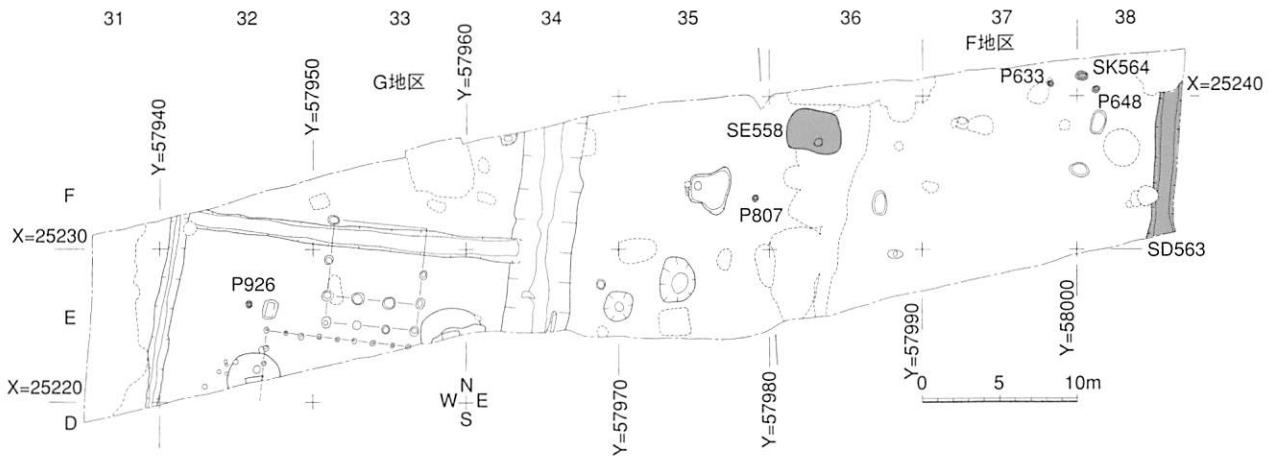 31 32 33 34 35 36 37 38
G地区
F地区
Y=57940
Y=57950
Y=57960
P633
SK564
X=25240
P648
SE558
F
P807
X=25230
SD563
P926
E
Y=57990
Y=58000
X=25220
D
N
W E
S
Y=57970
Y=57980
0 5 10m